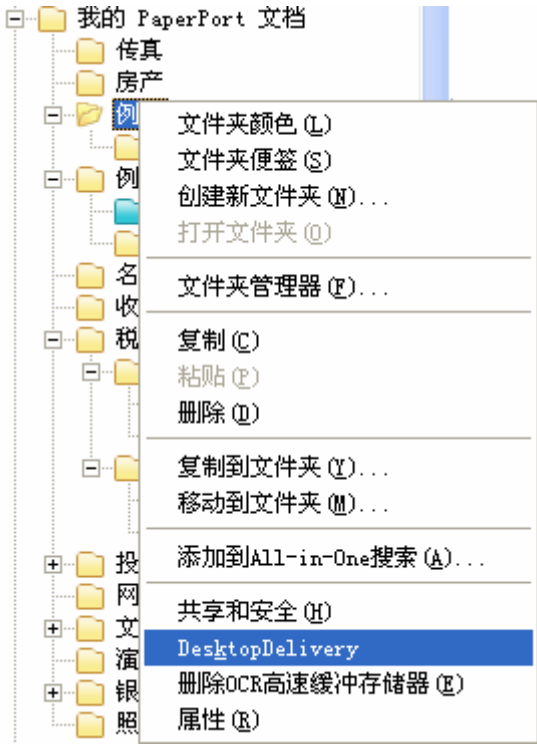 我的 PaperPort 文档
传真
房产
例
例
名
收
税
投
网
文
演
银
照
文件夹颜色(L)
文件夹便签(S)
创建新文件夹(N)...
打开文件夹(O)
文件夹管理器(F)...
复制(C)
粘贴(P)
删除(D)
复制到文件夹(Y)...
移动到文件夹(M)...
添加到All-in-One搜索(A)...
共享和安全(H)
DesktopDelivery
删除OCR高速缓冲存储器(E)
属性(R)